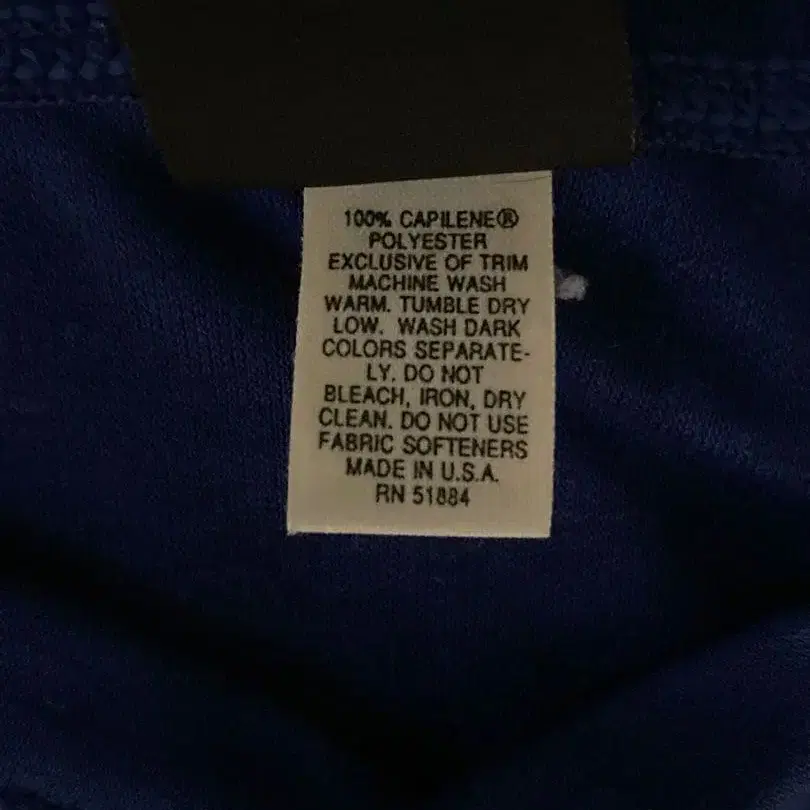 100% CAPILENE®
POLYESTER
EXCLUSIVE OF TRIM
MACHINE WASH
WARM. TUMBLE DRY
LOW. WASH DARK
COLORS SEPARATE-
LY. DO NOT
BLEACH, IRON, DRY
CLEAN. DO NOT USE
FABRIC SOFTENERS
MADE IN U.S.A.
RN 51884